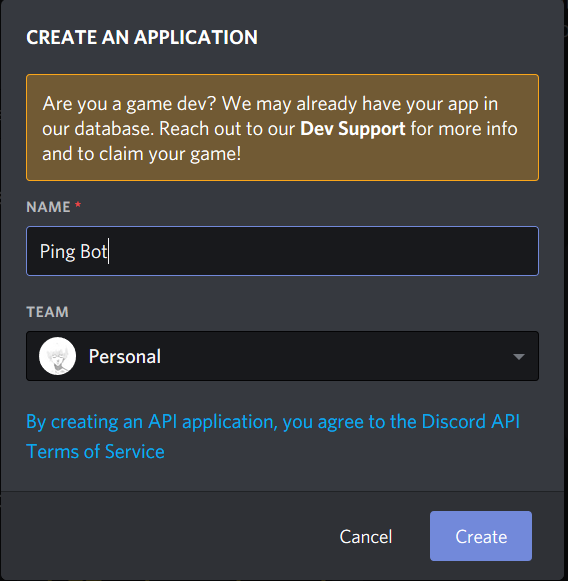 CREATE AN APPLICATION
Are you a game dev? We may already have your app in
our database. Reach out to our Dev Support for more info
and to claim your game!
NAME *
Ping Bot
TEAM
Personal
By creating an API application, you agree to the Discord API
Terms of Service
Cancel
Create